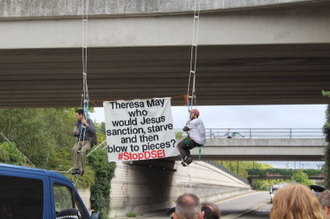 Theresa May
who
would Jesus
sanction, starve
and then
blow to pieces?
#StopDSEI